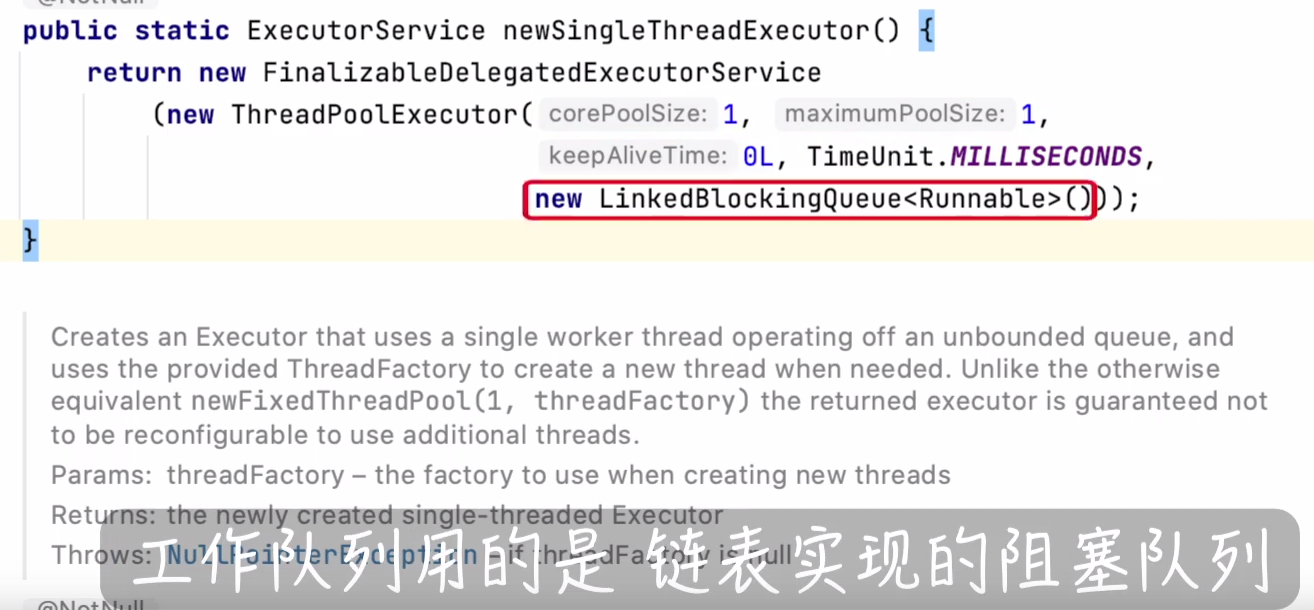 @NotNull
public static ExecutorService newSingleThreadExecutor() {
return new FinalizableDelegatedExecutorService
(new ThreadPoolExecutor( corePoolSize: 1, maximumPoolSize: 1,
keepAliveTime: 0L, TimeUnit.MILLISECONDS,
new LinkedBlockingQueue<Runnable>()));
}
Creates an Executor that uses a single worker thread operating off an unbounded queue, and
uses the provided ThreadFactory to create a new thread when needed. Unlike the otherwise
equivalent newFixedThreadPool(1, threadFactory) the returned executor is guaranteed not
to be reconfigurable to use additional threads.
Params: threadFactory – the factory to use when creating new threads
Returns: the newly created single-threaded Executor
Throws: NullPointerException – if threadFactory is null
工作队列用的是 链表实现的阻塞队列
@NotNull